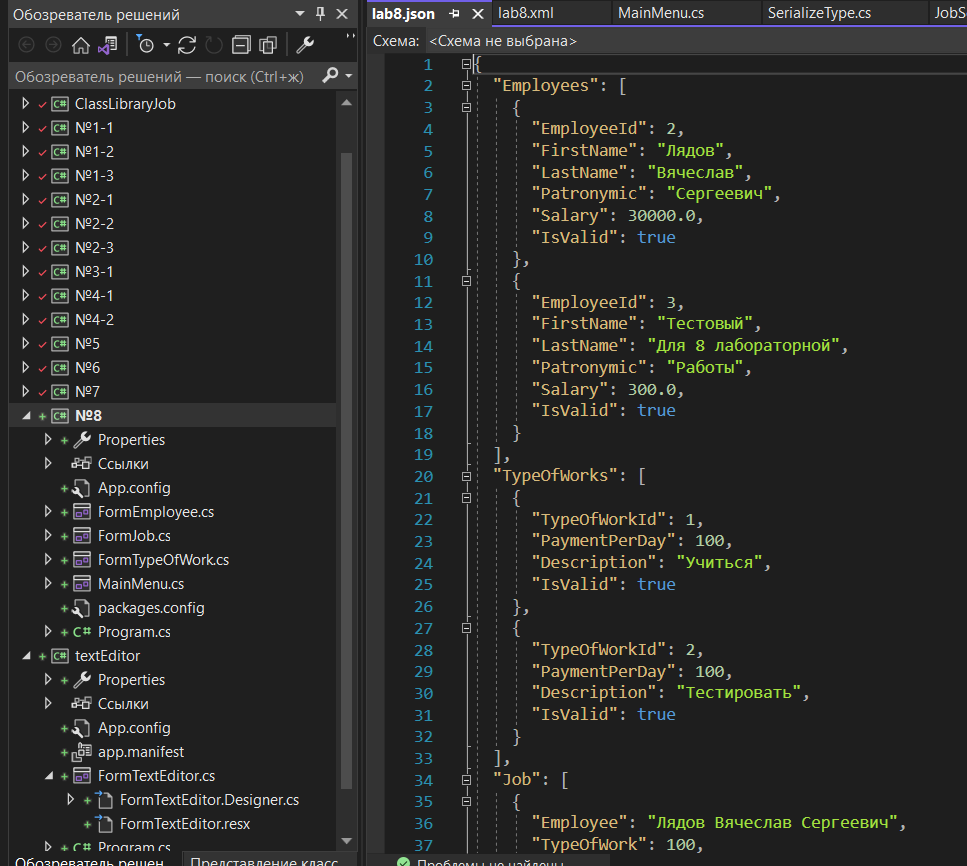 Обозреватель решений
Обозреватель решений — поиск (Ctrl+ж)
C# ClassLibraryJob
C# №1-1
C# №1-2
C# №1-3
C# №2-1
C# №2-2
C# №2-3
C# №3-1
C# №4-1
C# №4-2
C# №5
C# №6
C# №7
C# №8
Properties
Ссылки
App.config
FormEmployee.cs
FormJob.cs
FormTypeOfWork.cs
MainMenu.cs
packages.config
C# Program.cs
C# textEditor
Properties
Ссылки
App.config
app.manifest
FormTextEditor.cs
FormTextEditor.Designer.cs
FormTextEditor.resx
C# Program.cs
Обозреватель решен... Представление класс...
lab8.json lab8.xml MainMenu.cs SerializeType.cs JobS
Схема: <Схема не выбрана>
1 {
2 "Employees": [
3 {
4 "EmployeeId": 2,
5 "FirstName": "Лядов",
6 "LastName": "Вячеслав",
7 "Patronymic": "Сергеевич",
8 "Salary": 30000.0,
9 "IsValid": true
10 },
11 {
12 "EmployeeId": 3,
13 "FirstName": "Тестовый",
14 "LastName": "Для 8 лабораторной",
15 "Patronymic": "Работы",
16 "Salary": 300.0,
17 "IsValid": true
18 }
19 ],
20 "TypeOfWorks": [
21 {
22 "TypeOfWorkId": 1,
23 "PaymentPerDay": 100,
24 "Description": "Учиться",
25 "IsValid": true
26 },
27 {
28 "TypeOfWorkId": 2,
29 "PaymentPerDay": 100,
30 "Description": "Тестировать",
31 "IsValid": true
32 }
33 ],
34 "Job": [
35 {
36 "Employee": "Лядов Вячеслав Сергеевич",
37 "TypeOfWork": 100,
Проблемы не найдены